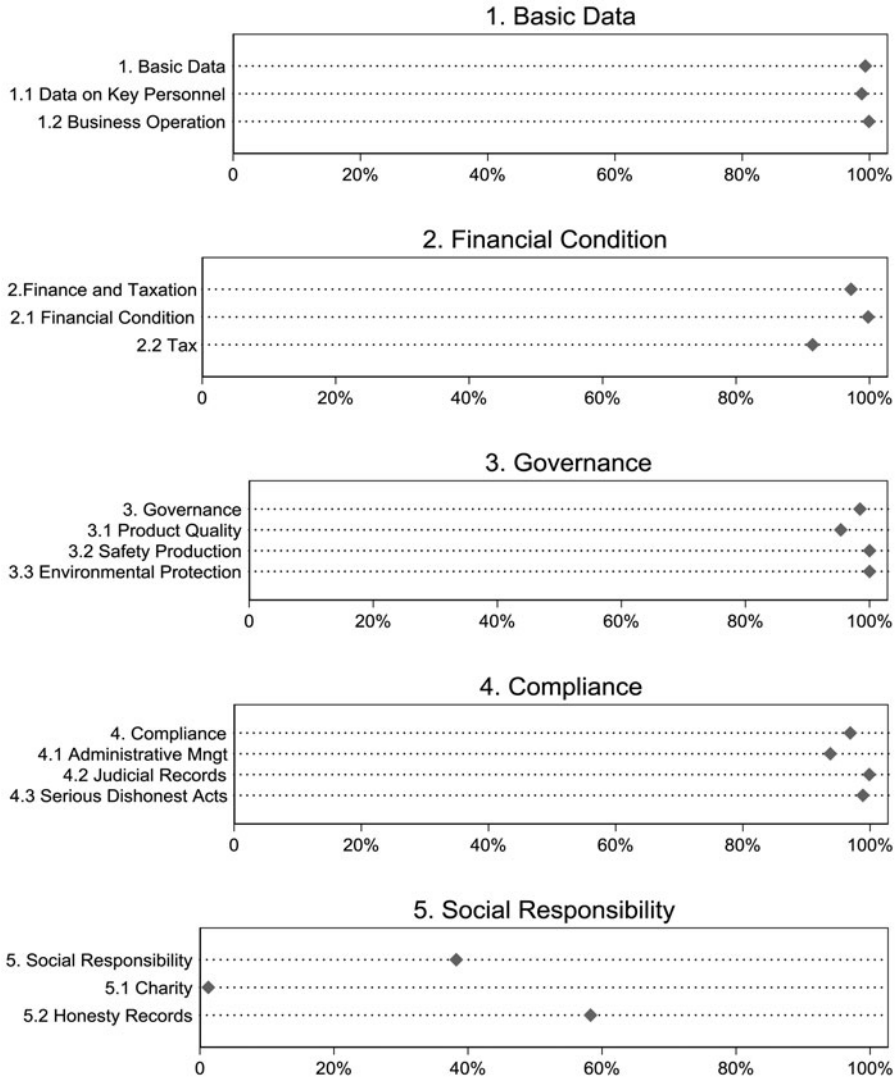 1. Basic Data
1. Basic Data
1.1 Data on Key Personnel
1.2 Business Operation
0 20% 40% 60% 80% 100%
2. Financial Condition
2.Finance and Taxation
2.1 Financial Condition
2.2 Tax
0 20% 40% 60% 80% 100%
3. Governance
3. Governance
3.1 Product Quality
3.2 Safety Production
3.3 Environmental Protection
0 20% 40% 60% 80% 100%
4. Compliance
4. Compliance
4.1 Administrative Mngt
4.2 Judicial Records
4.3 Serious Dishonest Acts
0 20% 40% 60% 80% 100%
5. Social Responsibility
5. Social Responsibility
5.1 Charity
5.2 Honesty Records
0 20% 40% 60% 80% 100%